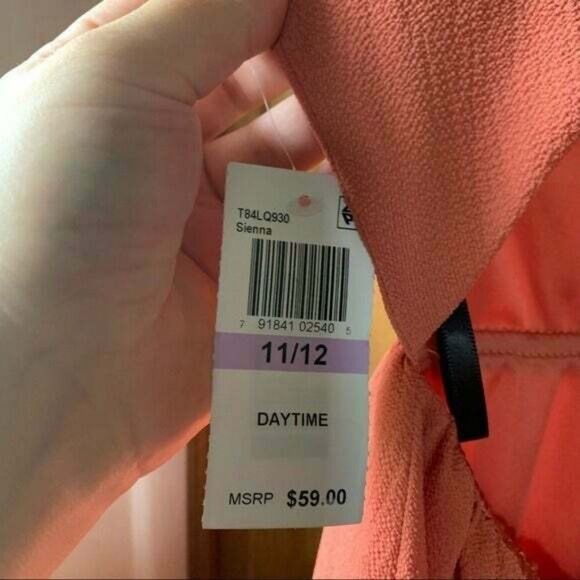 T84LQ930
Sienna
7 91841 02540 5
11/12
DAYTIME
MSRP $59.00